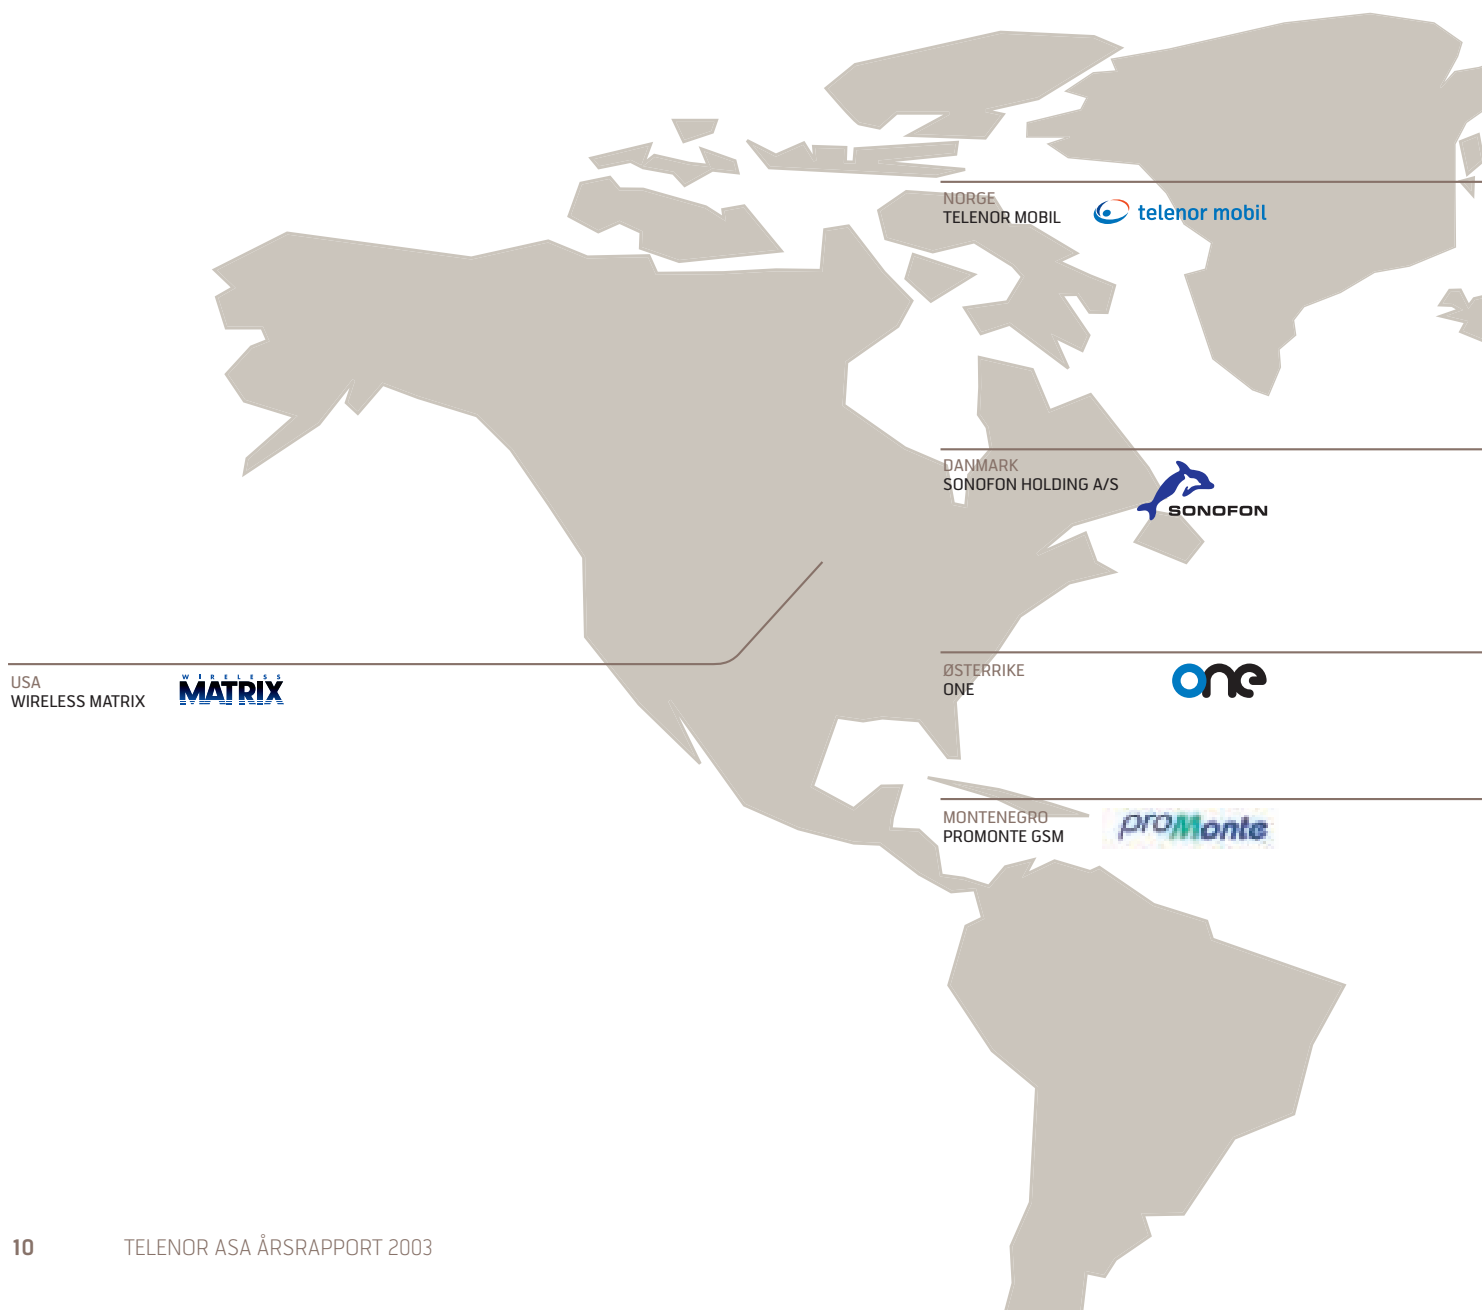 NORGE
TELENOR MOBIL
telenor mobil
DANMARK
SONOFON HOLDING A/S
SONOFON
USA
WIRELESS MATRIX
WIRELESS
MATRIX
ØSTERRIKE
ONE
one
MONTENEGRO
PROMONTE GSM
proMonte
10 TELENOR ASA ÅRSRAPPORT 2003